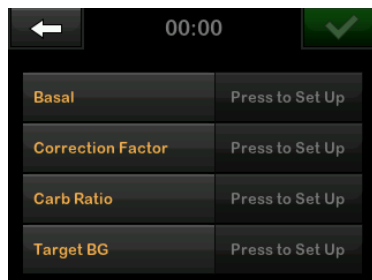 00:00
Basal Press to Set Up
Correction Factor Press to Set Up
Carb Ratio Press to Set Up
Target BG Press to Set Up